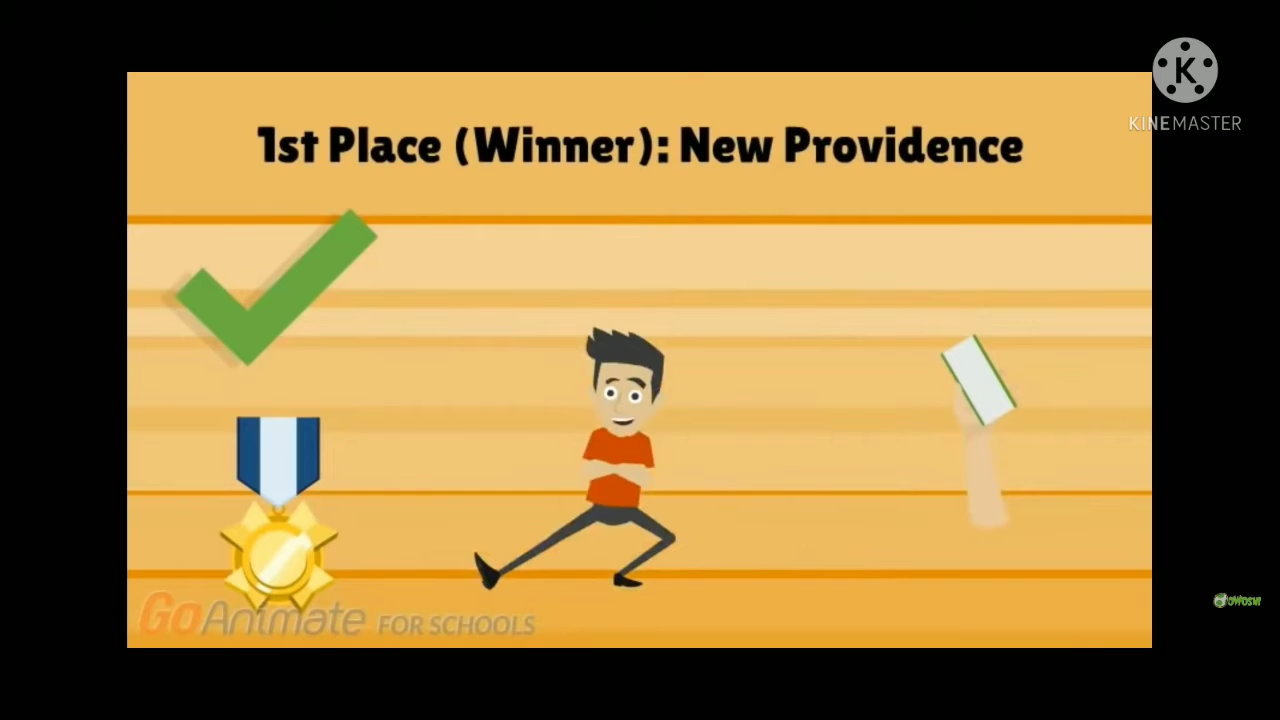 K
KINEMASTER
1st Place (Winner): New Providence
GoAnimate FOR SCHOOLS